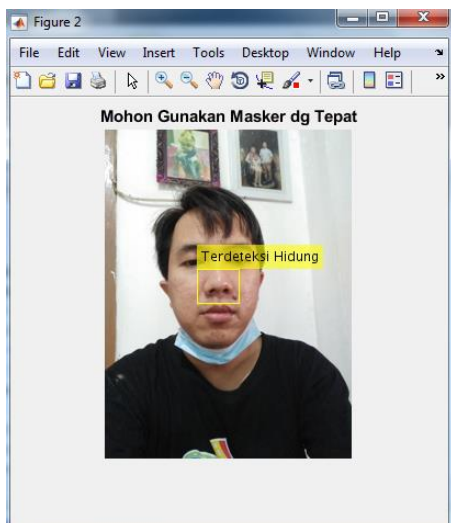 Figure 2
File Edit View Insert Tools Desktop Window Help
Mohon Gunakan Masker dg Tepat
Terdeteksi Hidung